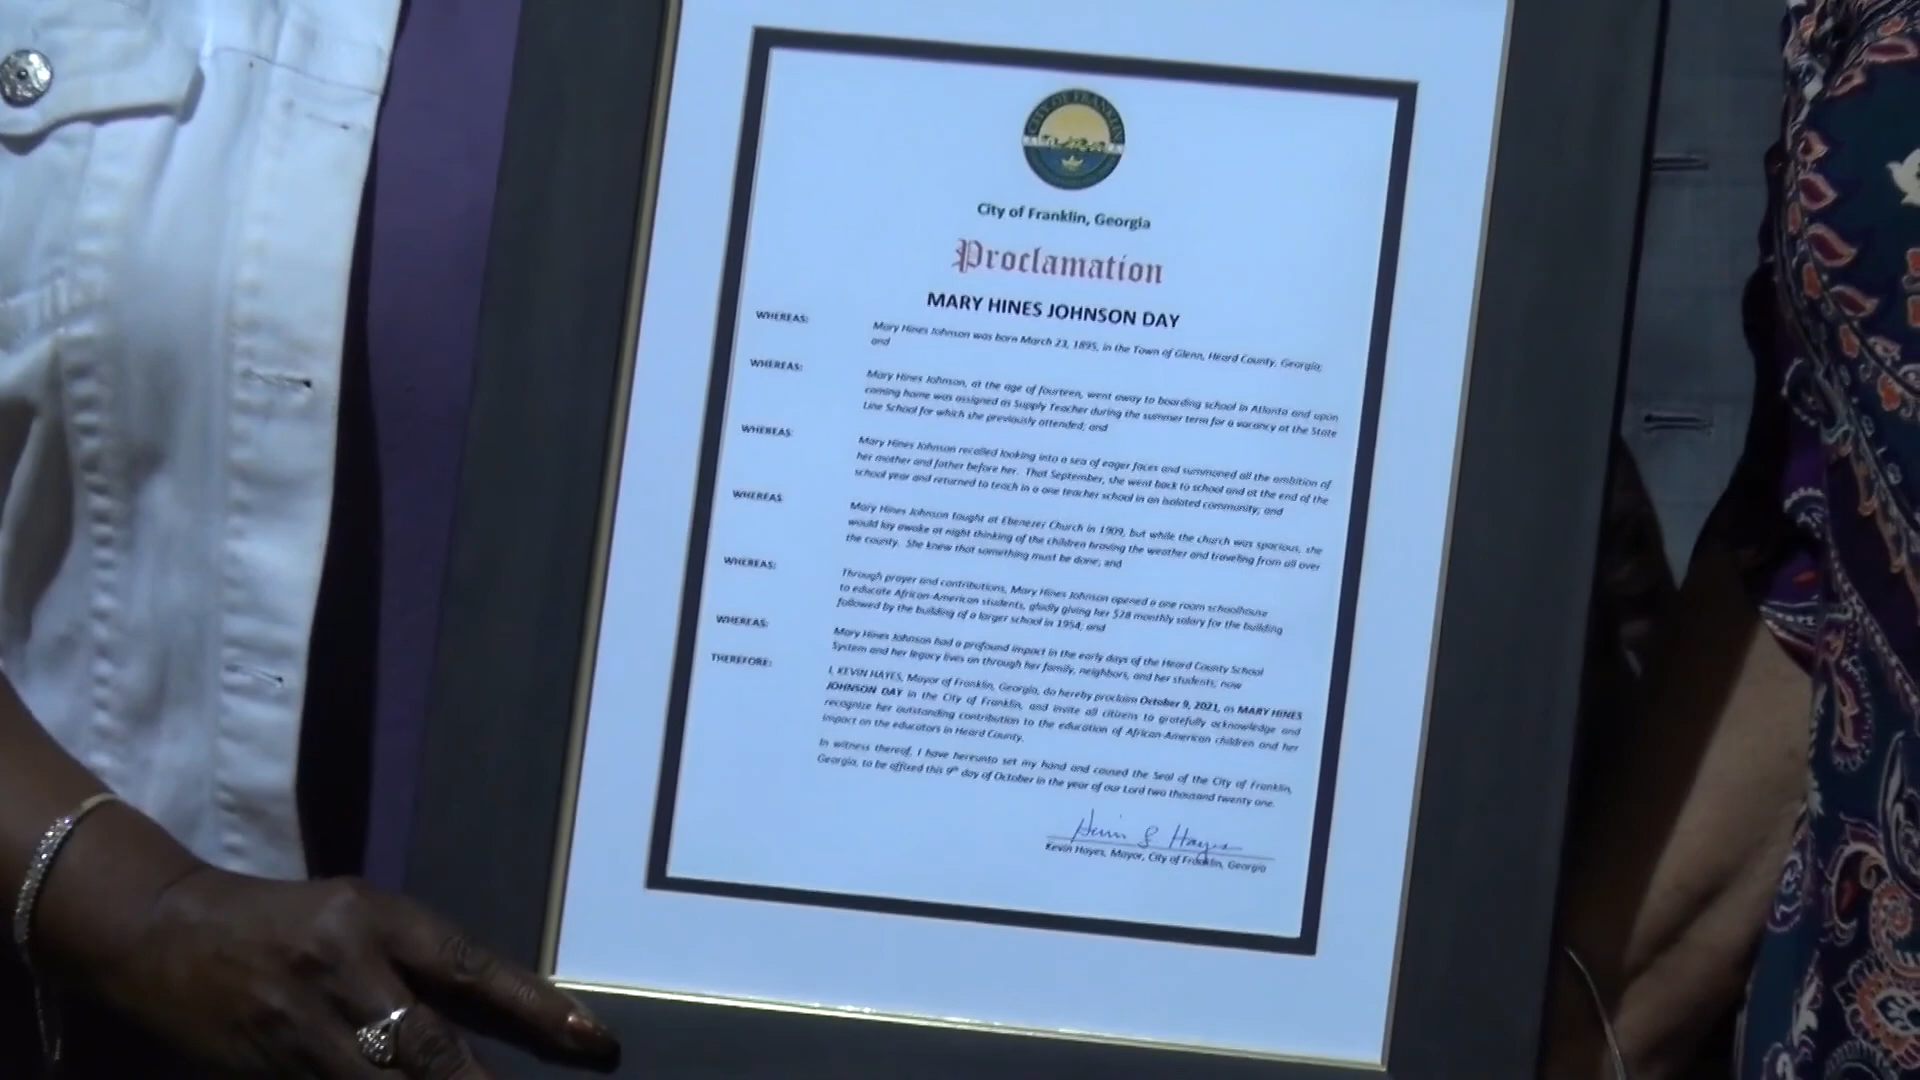 CITY OF FRANKLIN
City of Franklin, Georgia
Proclamation
MARY HINES JOHNSON DAY
WHEREAS: Mary Hines Johnson was born March 23, 1895, in the Town of Glenn, Heard County, Georgia;
and
WHEREAS: Mary Hines Johnson, at the age of fourteen, went away to boarding school in Atlanta and upon
coming home was assigned as Supply Teacher during the summer term for a vacancy at the State
Line School for which she previously attended; and
WHEREAS: Mary Hines Johnson recalled looking into a sea of eager faces and summoned all the ambition of
her mother and father before her. That September, she went back to school and at the end of the
school year and returned to teach in a one teacher school in an isolated community; and
WHEREAS: Mary Hines Johnson taught at Ebenezer Church in 1909, but while the church was spacious, she
would lay awake at night thinking of the children braving the weather and traveling from all over
the county. She knew that something must be done; and
WHEREAS: Through prayer and contributions, Mary Hines Johnson opened a one room schoolhouse
to educate African-American students, gladly giving her $28 monthly salary for the building
followed by the building of a larger school in 1954; and
WHEREAS: Mary Hines Johnson had a profound impact in the early days of the Heard County School
System and her legacy lives on through her family, neighbors, and her students; now
THEREFORE: I, KEVIN HAYES, Mayor of Franklin, Georgia, do hereby proclaim October 9, 2021, as MARY HINES
JOHNSON DAY in the City of Franklin, and invite all citizens to gratefully acknowledge and
recognize her outstanding contribution to the education of African-American children and her
impact on the educators in Heard County.
In witness thereof, I have hereunto set my hand and caused the Seal of the City of Franklin,
Georgia, to be affixed this 9th day of October in the year of our Lord two thousand twenty one.
Kevin S Hayes
Kevin Hayes, Mayor, City of Franklin, Georgia